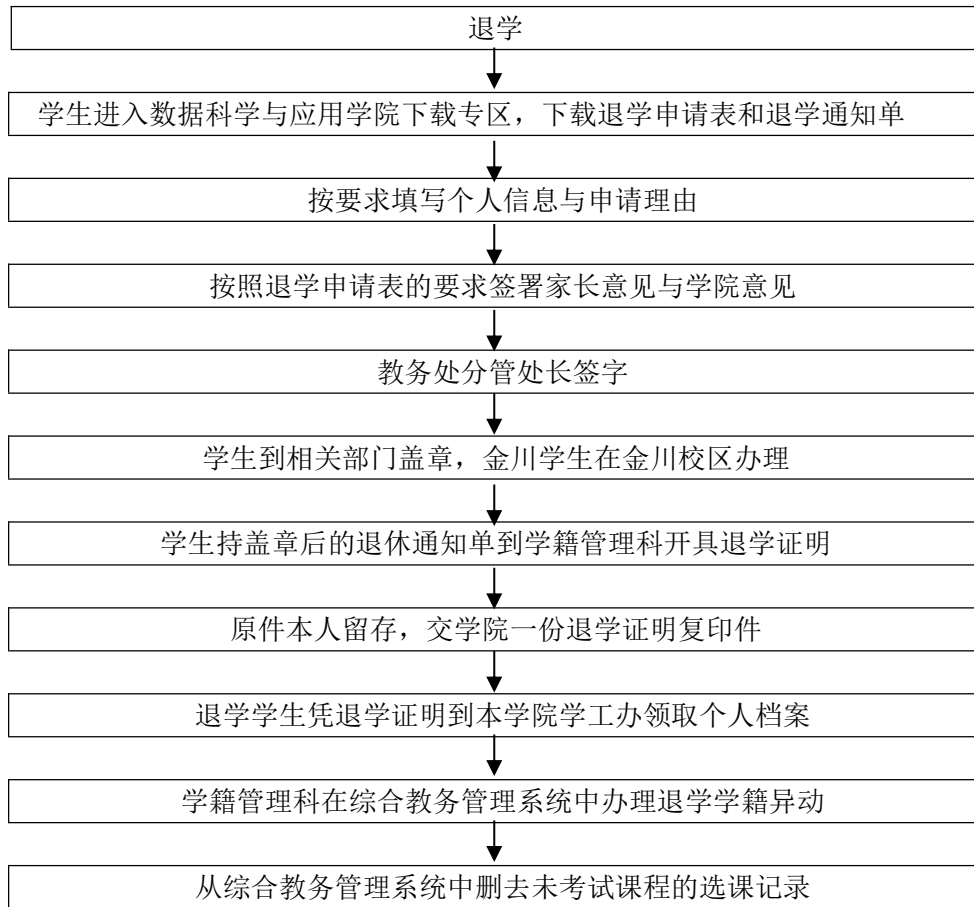 退学
学生进入数据科学与应用学院下载专区，下载退学申请表和退学通知单
按要求填写个人信息与申请理由
按照退学申请表的要求签署家长意见与学院意见
教务处分管处长签字
学生到相关部门盖章，金川学生在金川校区办理
学生持盖章后的退休通知单到学籍管理科开具退学证明
原件本人留存，交学院一份退学证明复印件
退学学生凭退学证明到本学院学工办领取个人档案
学籍管理科在综合教务管理系统中办理退学学籍异动
从综合教务管理系统中删去未考试课程的选课记录